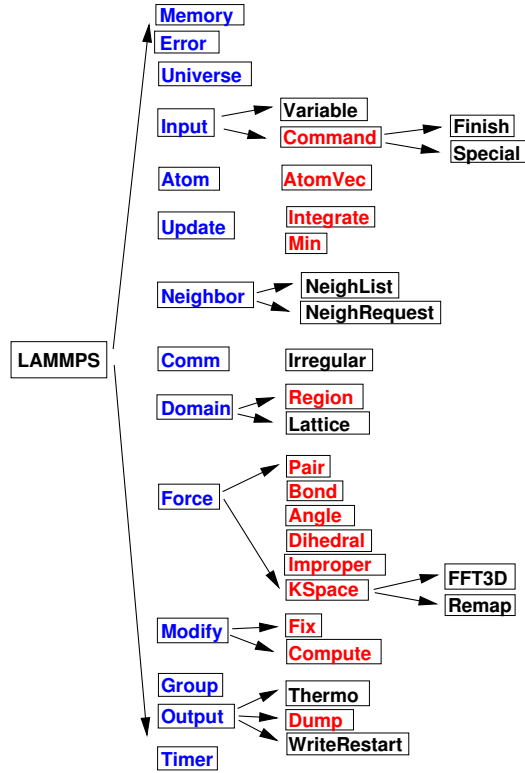 Memory
Error
Universe
Input
Variable
Command
Finish
Special
Atom
AtomVec
Update
Integrate
Min
Neighbor
NeighList
NeighRequest
LAMMPS
Comm
Irregular
Domain
Region
Lattice
Force
Pair
Bond
Angle
Dihedral
Improper
KSpace
FFT3D
Remap
Modify
Fix
Compute
Group
Output
Thermo
Dump
WriteRestart
Timer